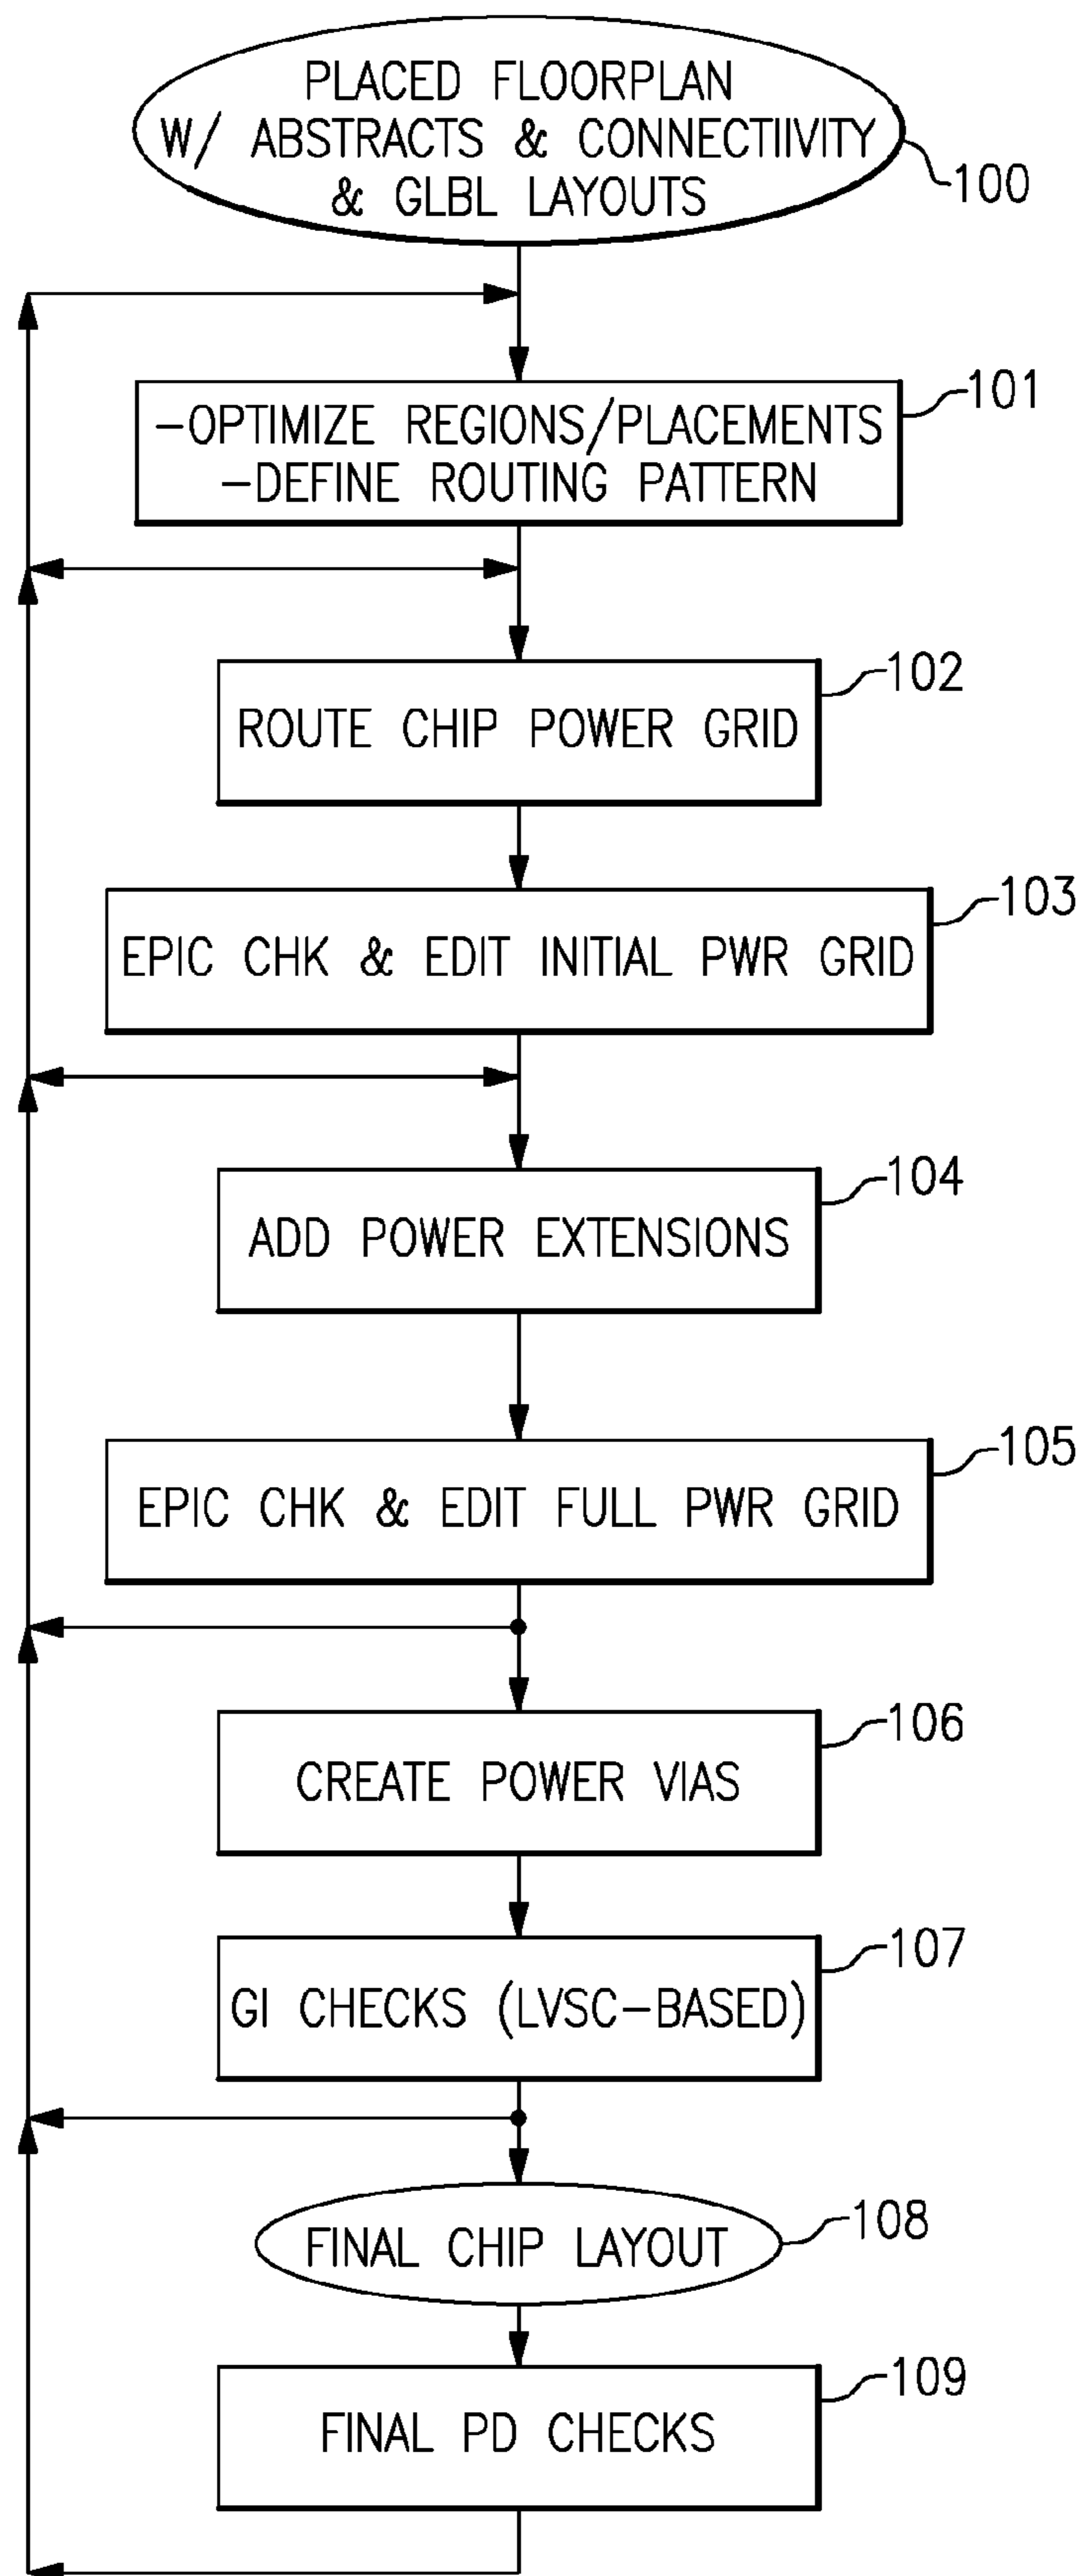 PLACED FLOORPLAN
W/ ABSTRACTS & CONNECTIIVITY
& GLBL LAYOUTS
100
101
-OPTIMIZE REGIONS/PLACEMENTS
-DEFINE ROUTING PATTERN
102
ROUTE CHIP POWER GRID
103
EPIC CHK & EDIT INITIAL PWR GRID
104
ADD POWER EXTENSIONS
105
EPIC CHK & EDIT FULL PWR GRID
106
CREATE POWER VIAS
107
GI CHECKS (LVSC-BASED)
108
FINAL CHIP LAYOUT
109
FINAL PD CHECKS